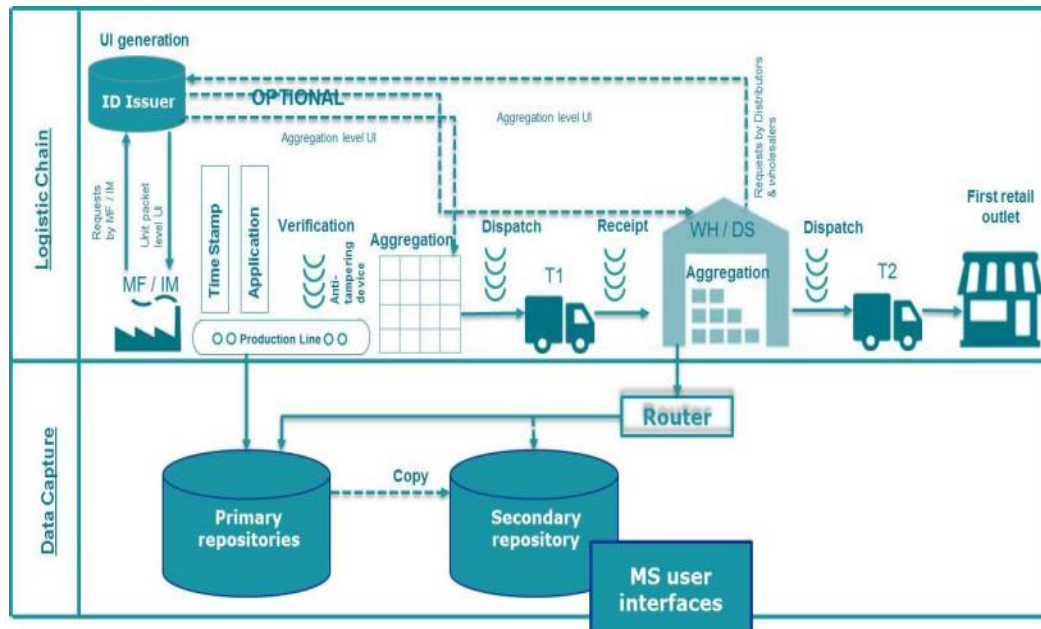 Logistic Chain
UI generation
ID Issuer
OPTIONAL
Aggregation level UI
Aggregation level UI
Requests by Distributors
& wholesalers
Requests
by MF / IM
Unit packet
level UI
MF / IM
Time Stamp
Application
Verification
Anti-
tampering
device
Production Line
Aggregation
Dispatch
T1
Receipt
WH / DS
Aggregation
Dispatch
T2
First retail
outlet
Data Capture
Router
Primary
repositories
Copy
Secondary
repository
MS user
interfaces